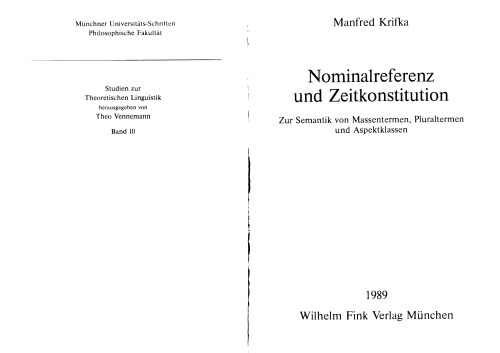 Münchner Universitäts-Schriften
Philosophische Fakultät
Studien zur
Theoretischen Linguistik
herausgegeben von
Theo Vennemann
Band 10
Manfred Krifka
Nominalreferenz
und Zeitkonstitution
Zur Semantik von Massentermen, Pluraltermen
und Aspektklassen
1989
Wilhelm Fink Verlag München